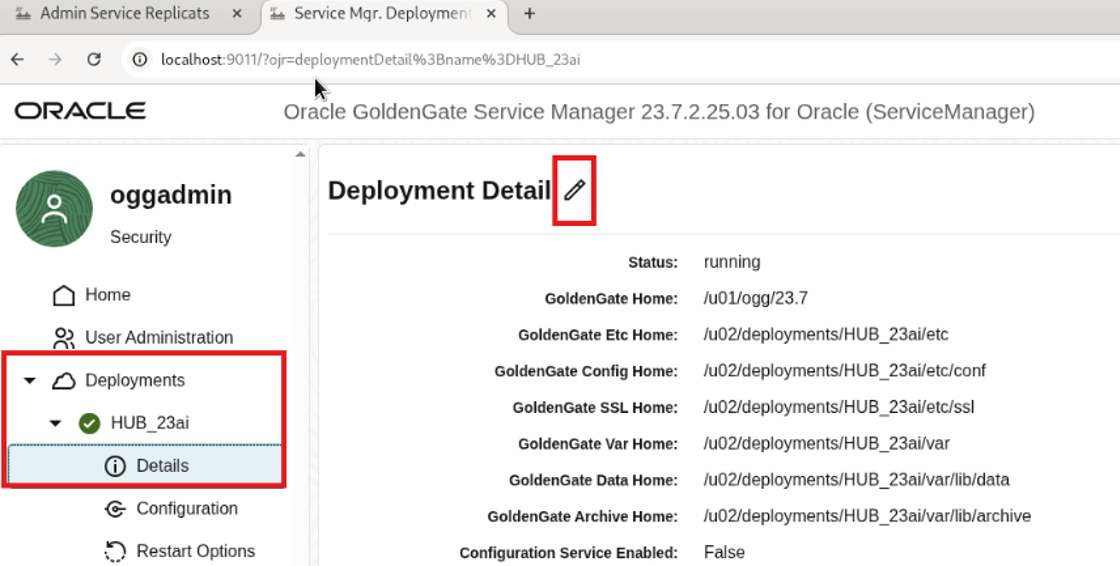 Admin Service Replicats
Service Mgr. Deployment
localhost:9011/?ojr=deploymentDetail%3Bname%3DHUB_23ai
ORACLE
Oracle GoldenGate Service Manager 23.7.2.25.03 for Oracle (ServiceManager)
oggadmin
Security
Home
User Administration
Deployments
HUB_23ai
Details
Configuration
Restart Options
Deployment Detail
Status: running
GoldenGate Home: /u01/ogg/23.7
GoldenGate Etc Home: /u02/deployments/HUB_23ai/etc
GoldenGate Config Home: /u02/deployments/HUB_23ai/etc/conf
GoldenGate SSL Home: /u02/deployments/HUB_23ai/etc/ssl
GoldenGate Var Home: /u02/deployments/HUB_23ai/var
GoldenGate Data Home: /u02/deployments/HUB_23ai/var/lib/data
GoldenGate Archive Home: /u02/deployments/HUB_23ai/var/lib/archive
Configuration Service Enabled: False